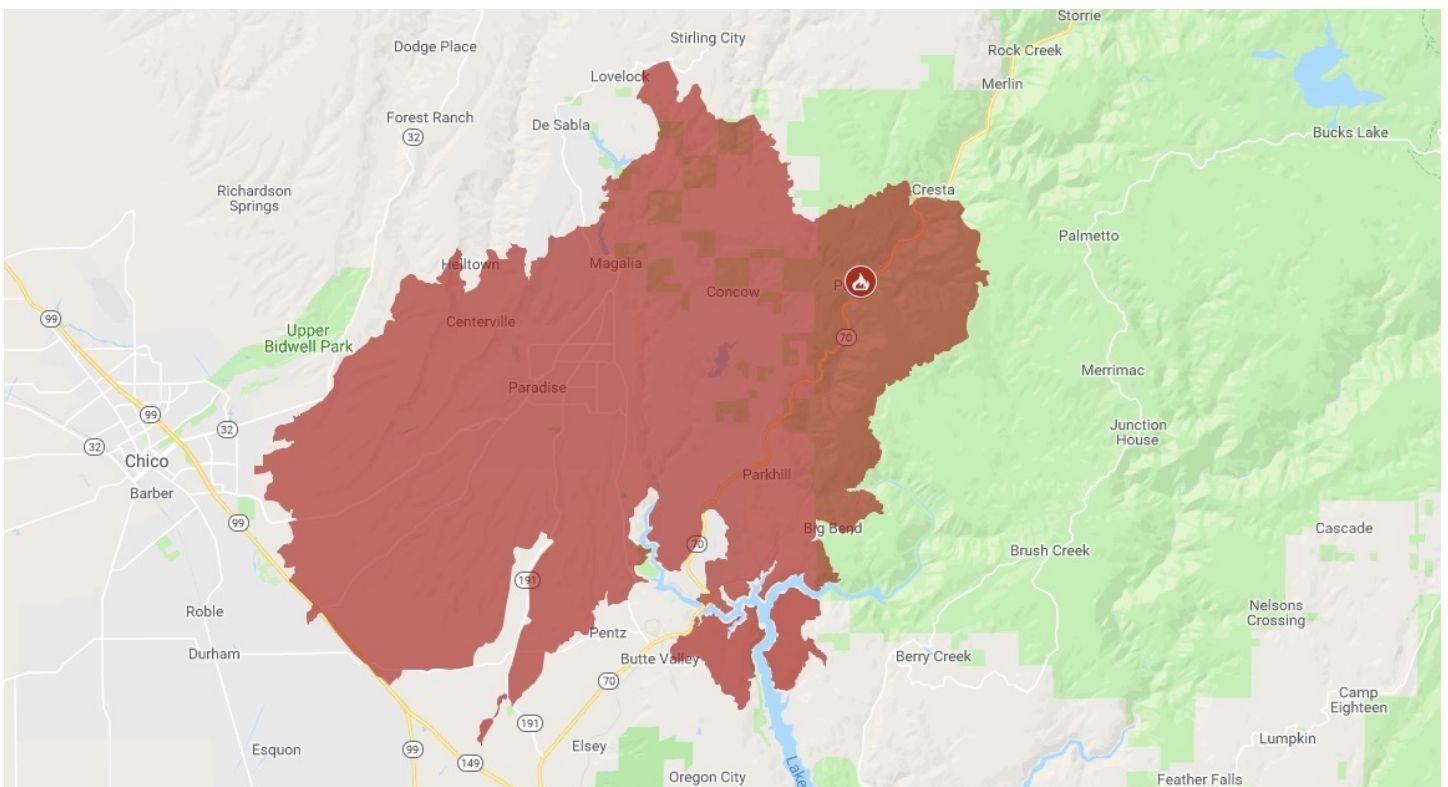 Storrie
Stirling City
Dodge Place
Rock Creek
Lovelock
Merlin
Forest Ranch
De Sabla
32
Bucks Lake
Richardson
Springs
Cresta
Palmetto
Helltown
Magalia
Concow
P
99
Centerville
Upper
Bidwell Park
70
Paradise
Merrimac
99
32
Junction
House
32
Chico
Parkhill
Barber
99
Big Bend
Cascade
70
Brush Creek
191
Roble
Nelsons
Crossing
Pentz
Durham
Butte Valley
Berry Creek
70
Camp
Eighteen
191
Esquon
99
149
Elsey
Lumpkin
Oregon City
Lake
Feather Falls